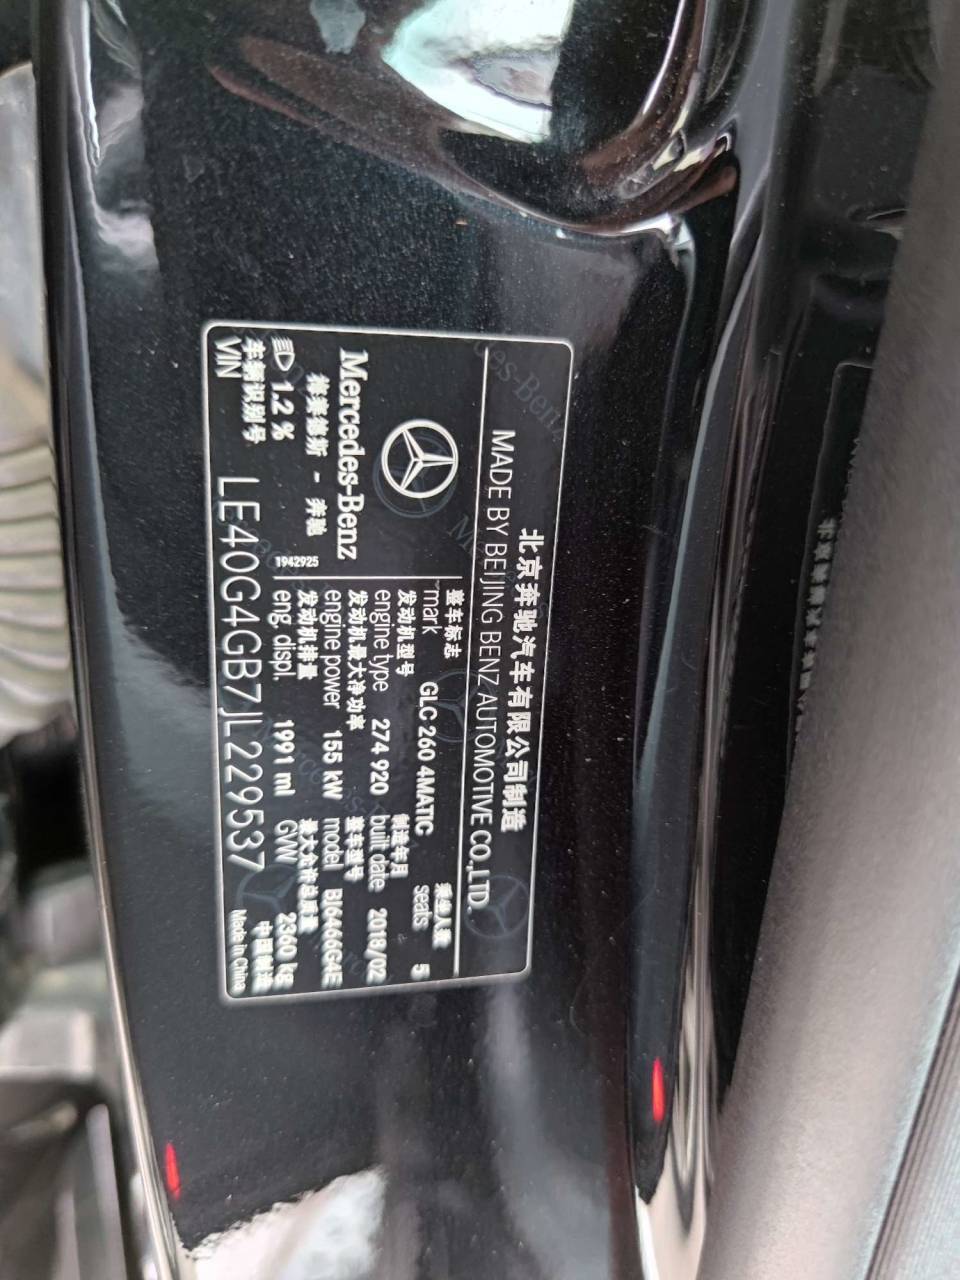 北京奔驰汽车有限公司制造
MADE BY BEIJING BENZ AUTOMOTIVE CO.,LTD.
Mercedes-Benz
梅赛德斯 - 奔驰
1.2 %
1942925
整车标志 乘坐人数
mark GLC 260 4MATIC seats 5
发动机型号 制造年月
engine type 274 920 built date 2018/02
发动机最大净功率 整车型号
engine power 155 kW model BJ6466G4E
发动机排量 最大允许总质量
eng. displ. 1991 ml GVW 2360 kg
车辆识别号 中国制造
VIN LE40G4GB7JL229537 Made in China